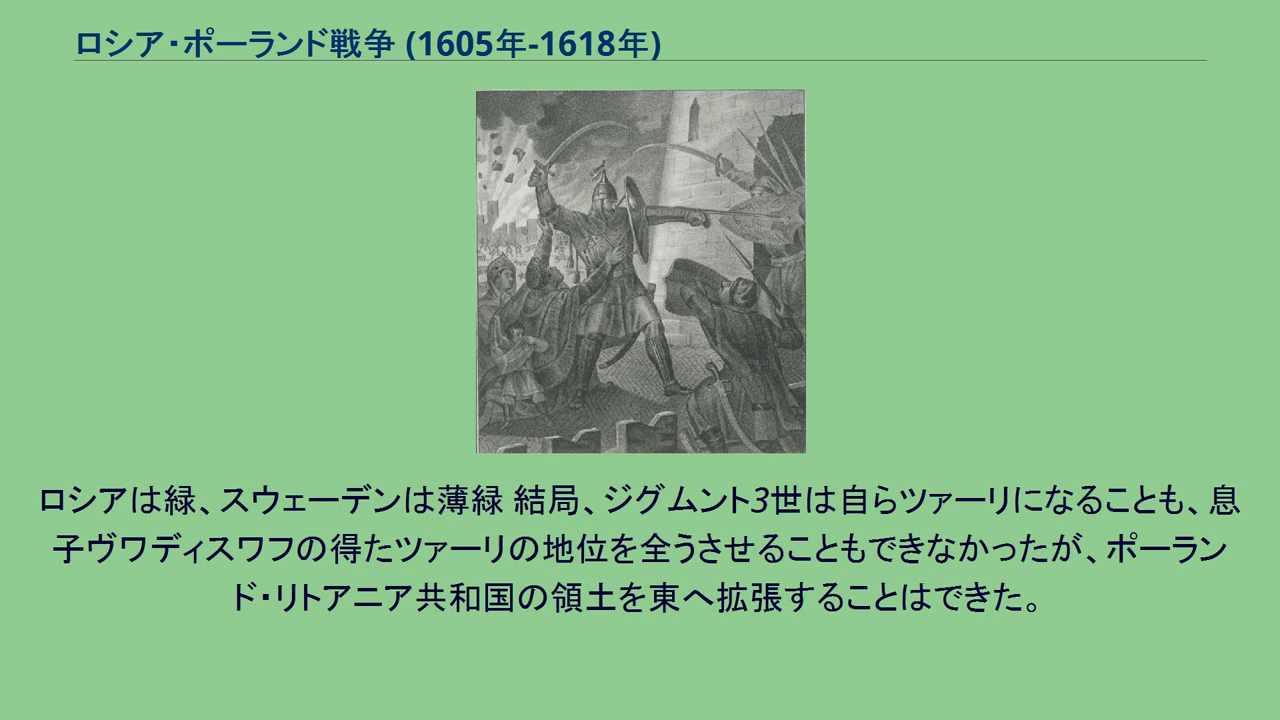 ロシア・ポーランド戦争 (1605年-1618年)
ロシアは緑、スウェーデンは薄緑 結局、ジグムント3世は自らツァーリになることも、息
子ヴワディスワフの得たツァーリの地位を全うさせることもできなかったが、ポーラン
ド・リトアニア共和国の領土を東へ拡張することはできた。